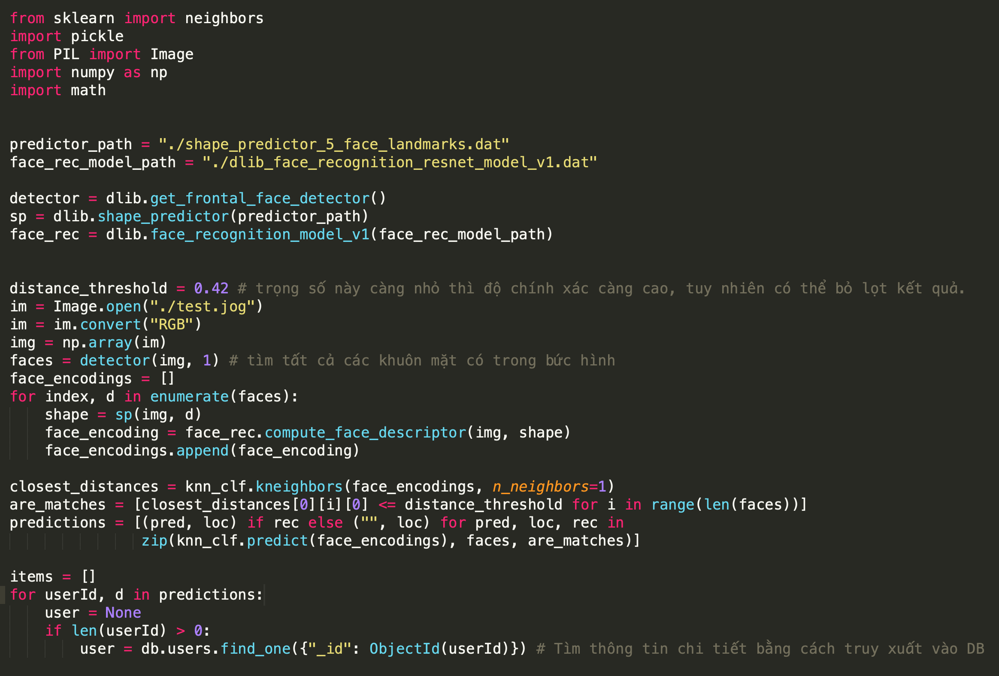 from sklearn import neighbors
import pickle
from PIL import Image
import numpy as np
import math
predictor_path = "./shape_predictor_5_face_landmarks.dat"
face_rec_model_path = "./dlib_face_recognition_resnet_model_v1.dat"
detector = dlib.get_frontal_face_detector()
sp = dlib.shape_predictor(predictor_path)
face_rec = dlib.face_recognition_model_v1(face_rec_model_path)
distance_threshold = 0.42 # trọng số này càng nhỏ thì độ chính xác càng cao, tuy nhiên có thể bỏ lọt kết quả.
im = Image.open("./test.jog")
im = im.convert("RGB")
img = np.array(im)
faces = detector(img, 1) # tìm tất cả các khuôn mặt có trong bức hình
face_encodings = []
for index, d in enumerate(faces):
    shape = sp(img, d)
    face_encoding = face_rec.compute_face_descriptor(img, shape)
    face_encodings.append(face_encoding)
closest_distances = knn_clf.kneighbors(face_encodings, n_neighbors=1)
are_matches = [closest_distances[0][i][0] <= distance_threshold for i in range(len(faces))]
predictions = [(pred, loc) if rec else ("", loc) for pred, loc, rec in
               zip(knn_clf.predict(face_encodings), faces, are_matches)]
items = []
for userId, d in predictions:
    user = None
    if len(userId) > 0:
        user = db.users.find_one({"_id": ObjectId(userId)}) # Tìm thông tin chi tiết bằng cách truy xuất vào DB